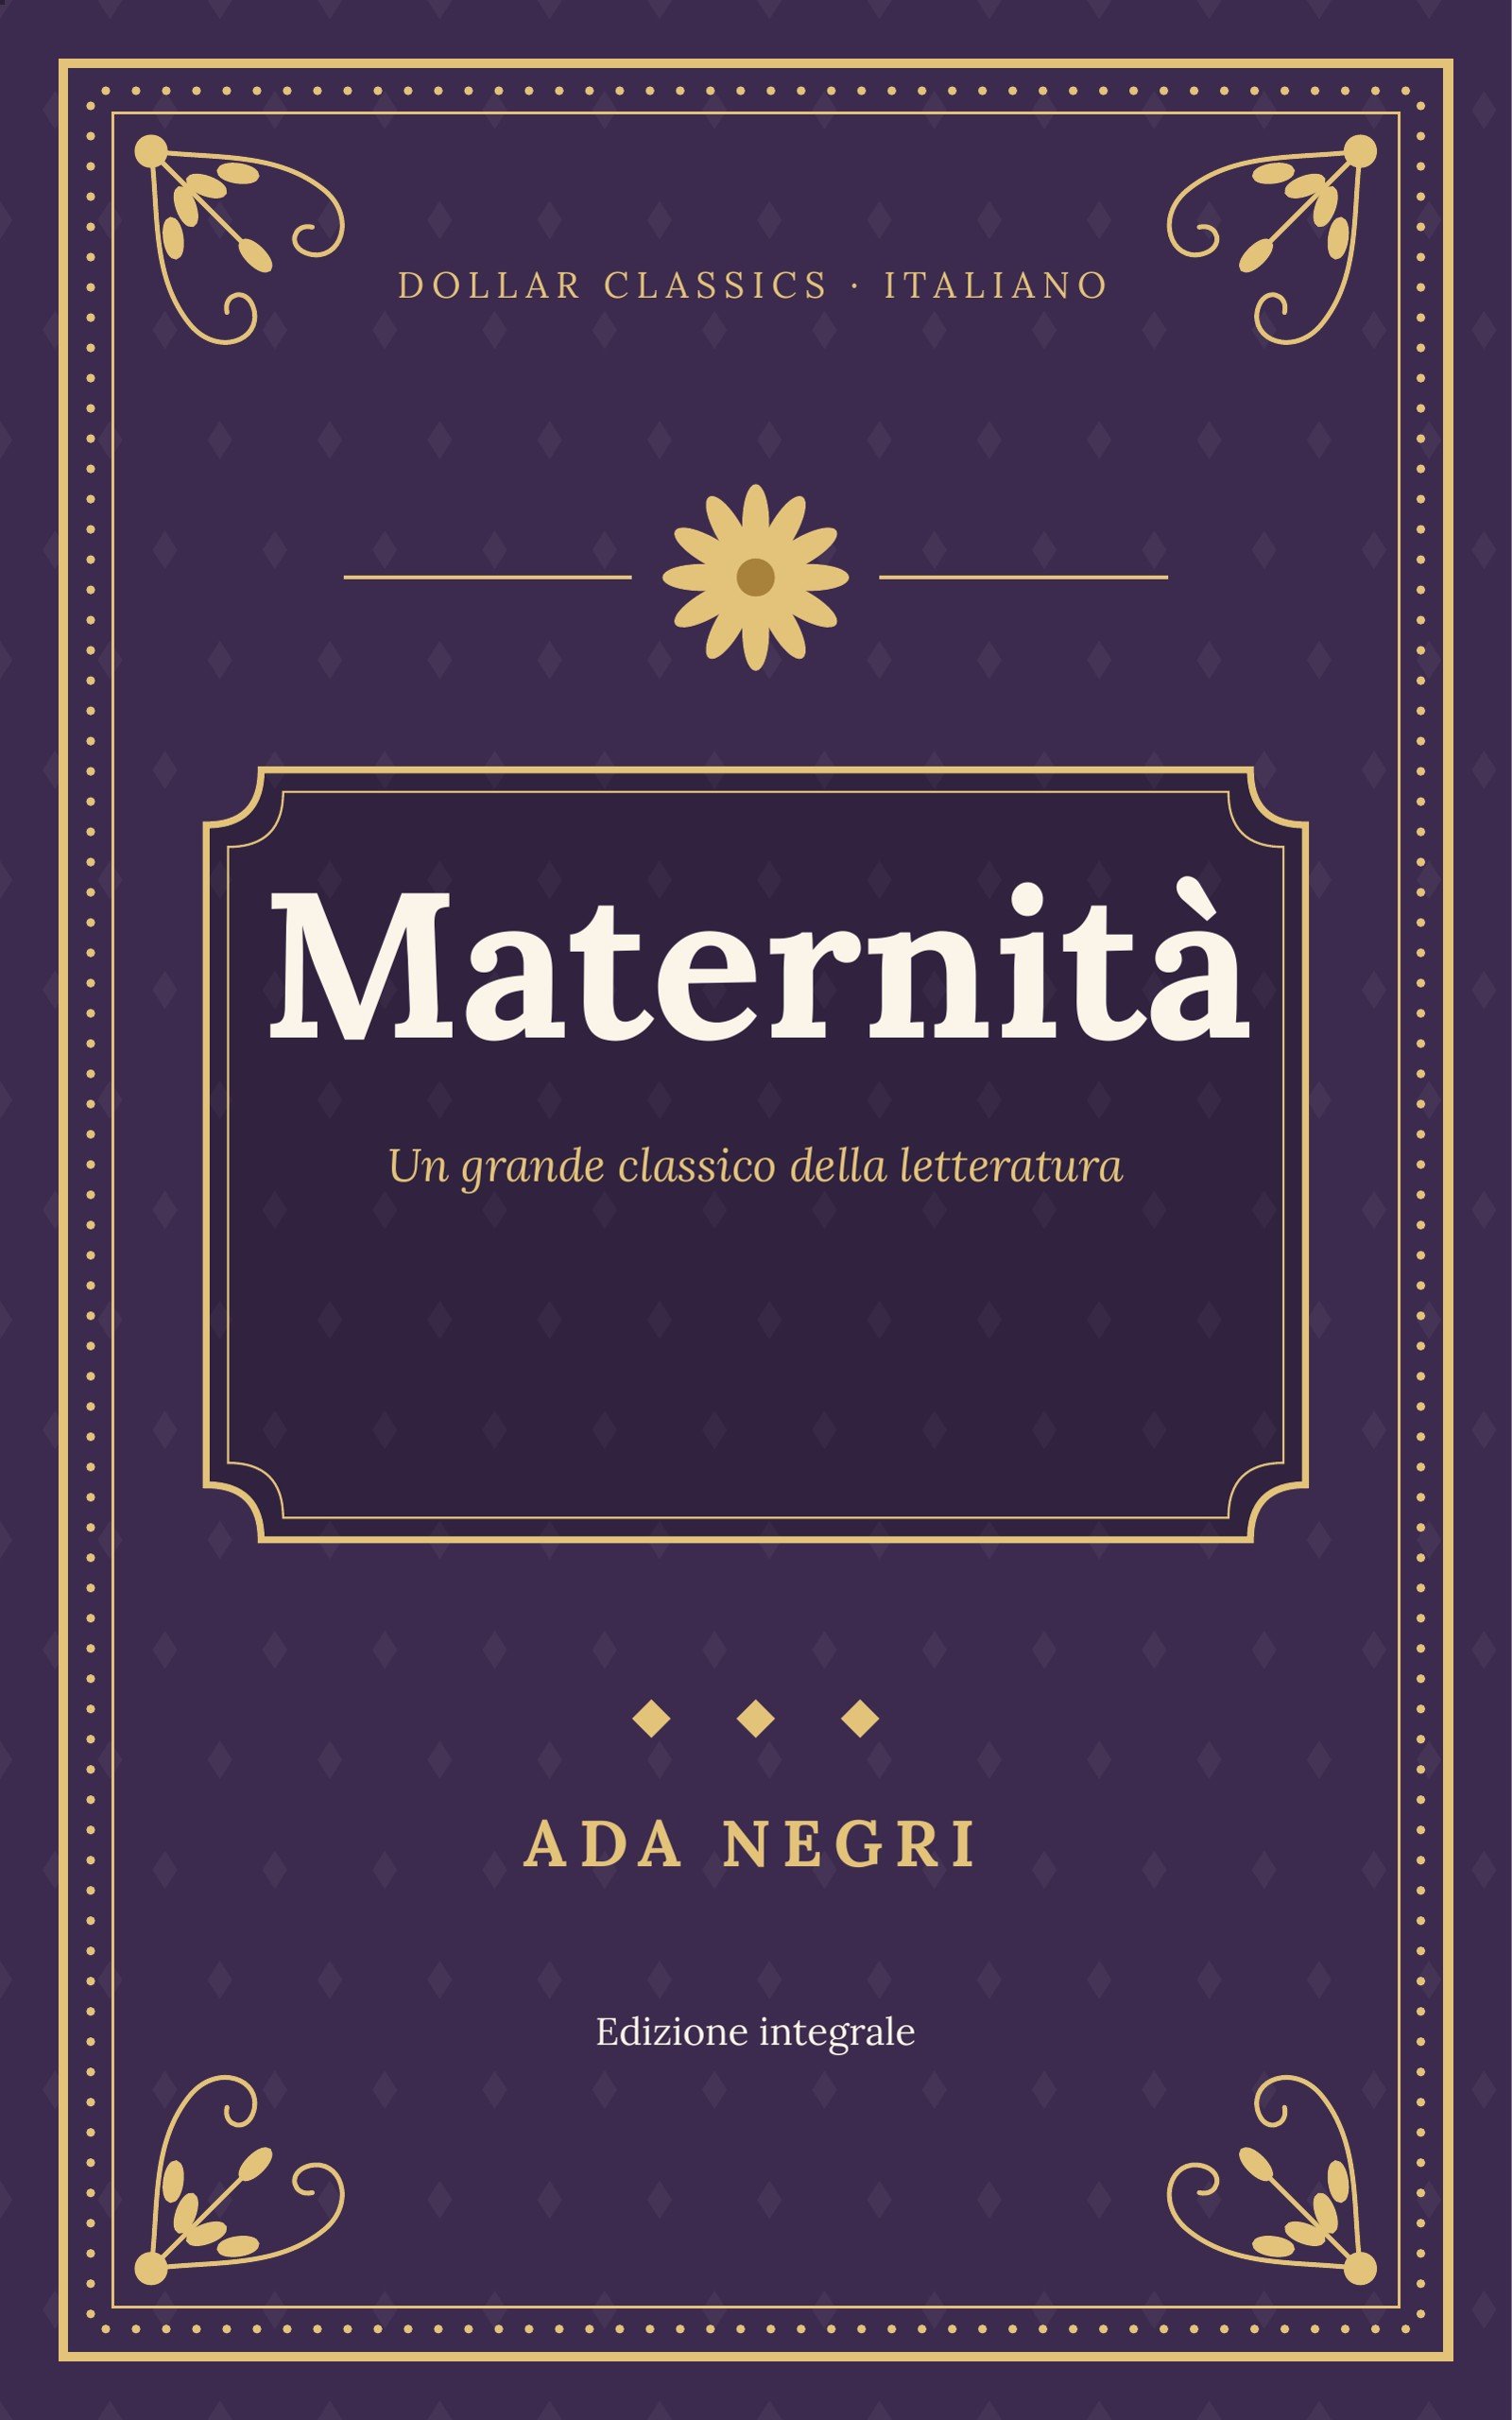 DOLLAR CLASSICS · ITALIANO
Maternità
Un grande classico della letteratura
ADA NEGRI
Edizione integrale